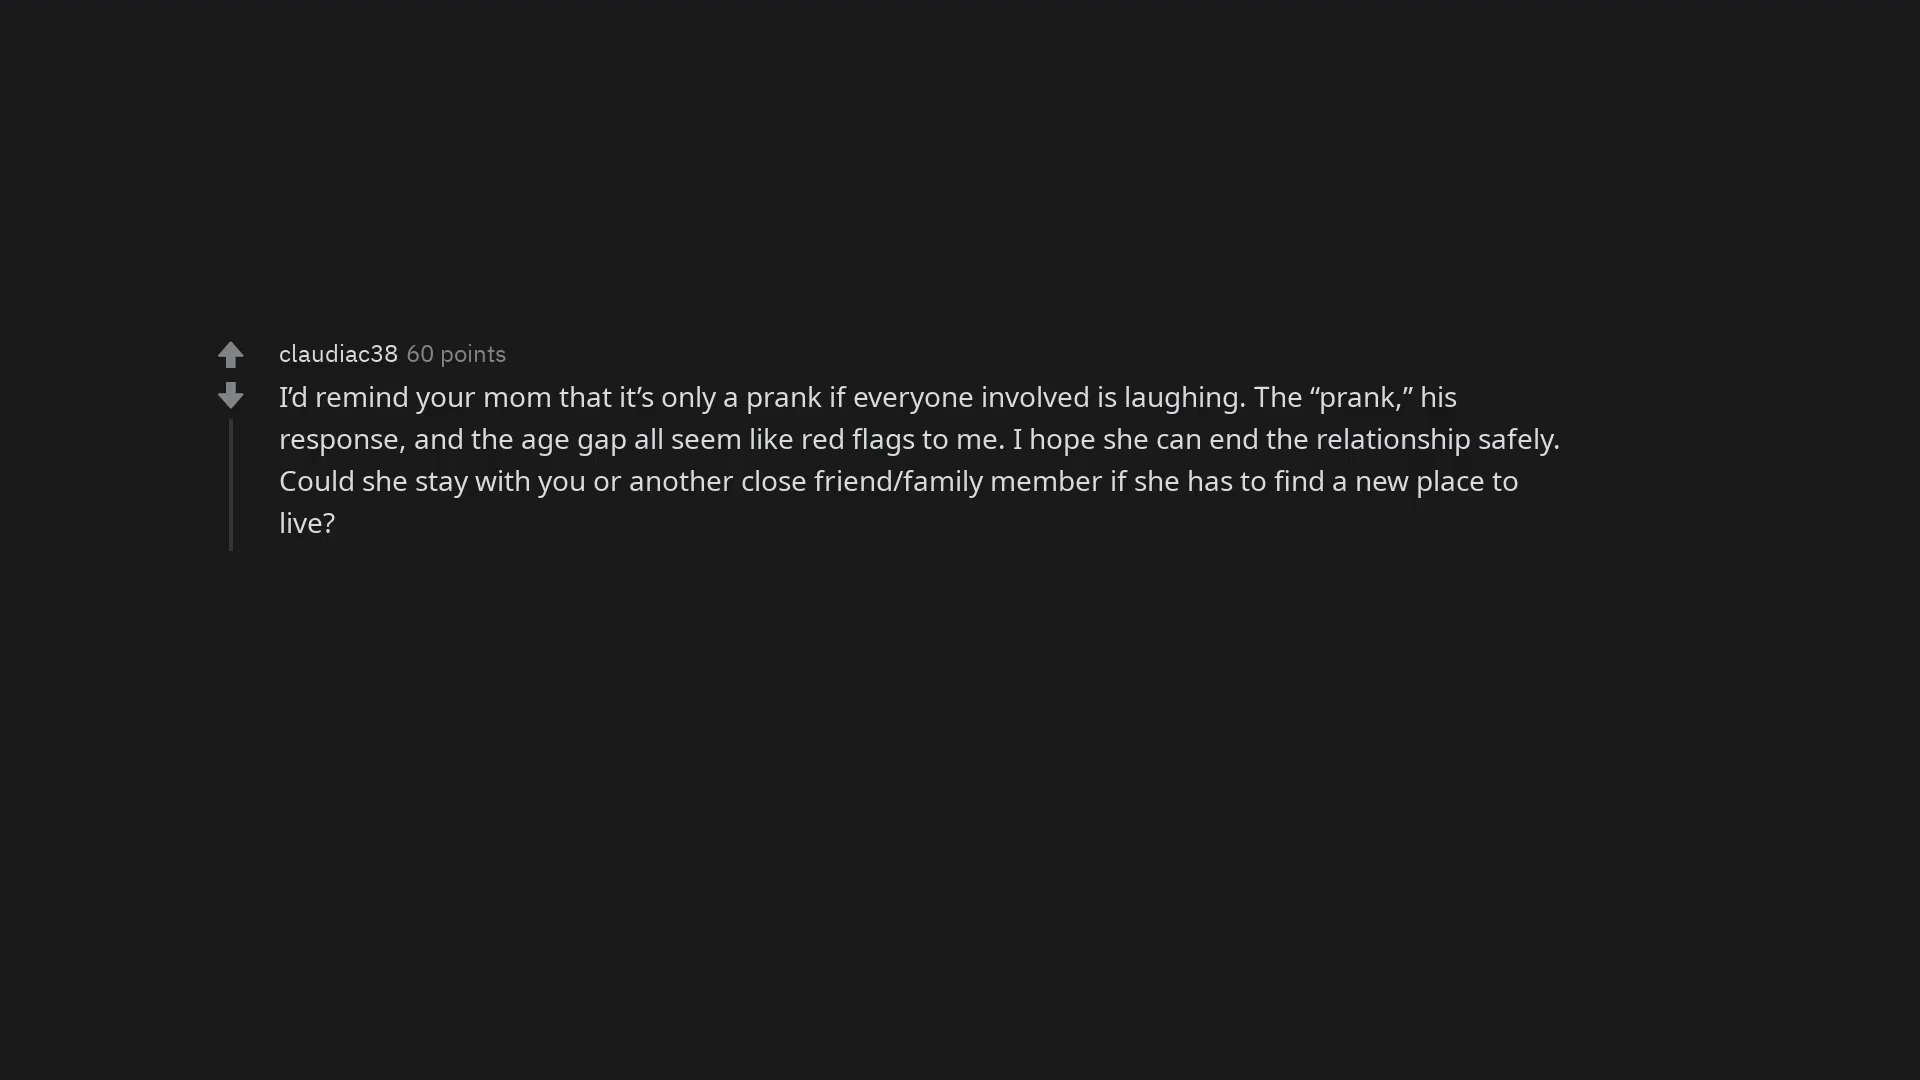 claudiac38 60 points
I’d remind your mom that it’s only a prank if everyone involved is laughing. The “prank,” his
response, and the age gap all seem like red flags to me. I hope she can end the relationship safely.
Could she stay with you or another close friend/family member if she has to find a new place to
live?